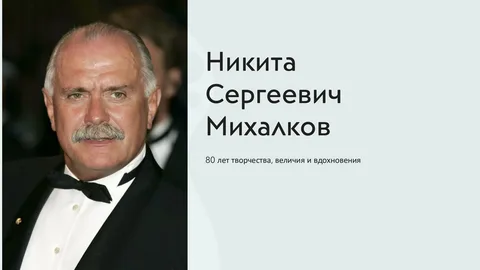 Никита
Сергеевич
Михалков
80 лет творчества, величия и вдохновения